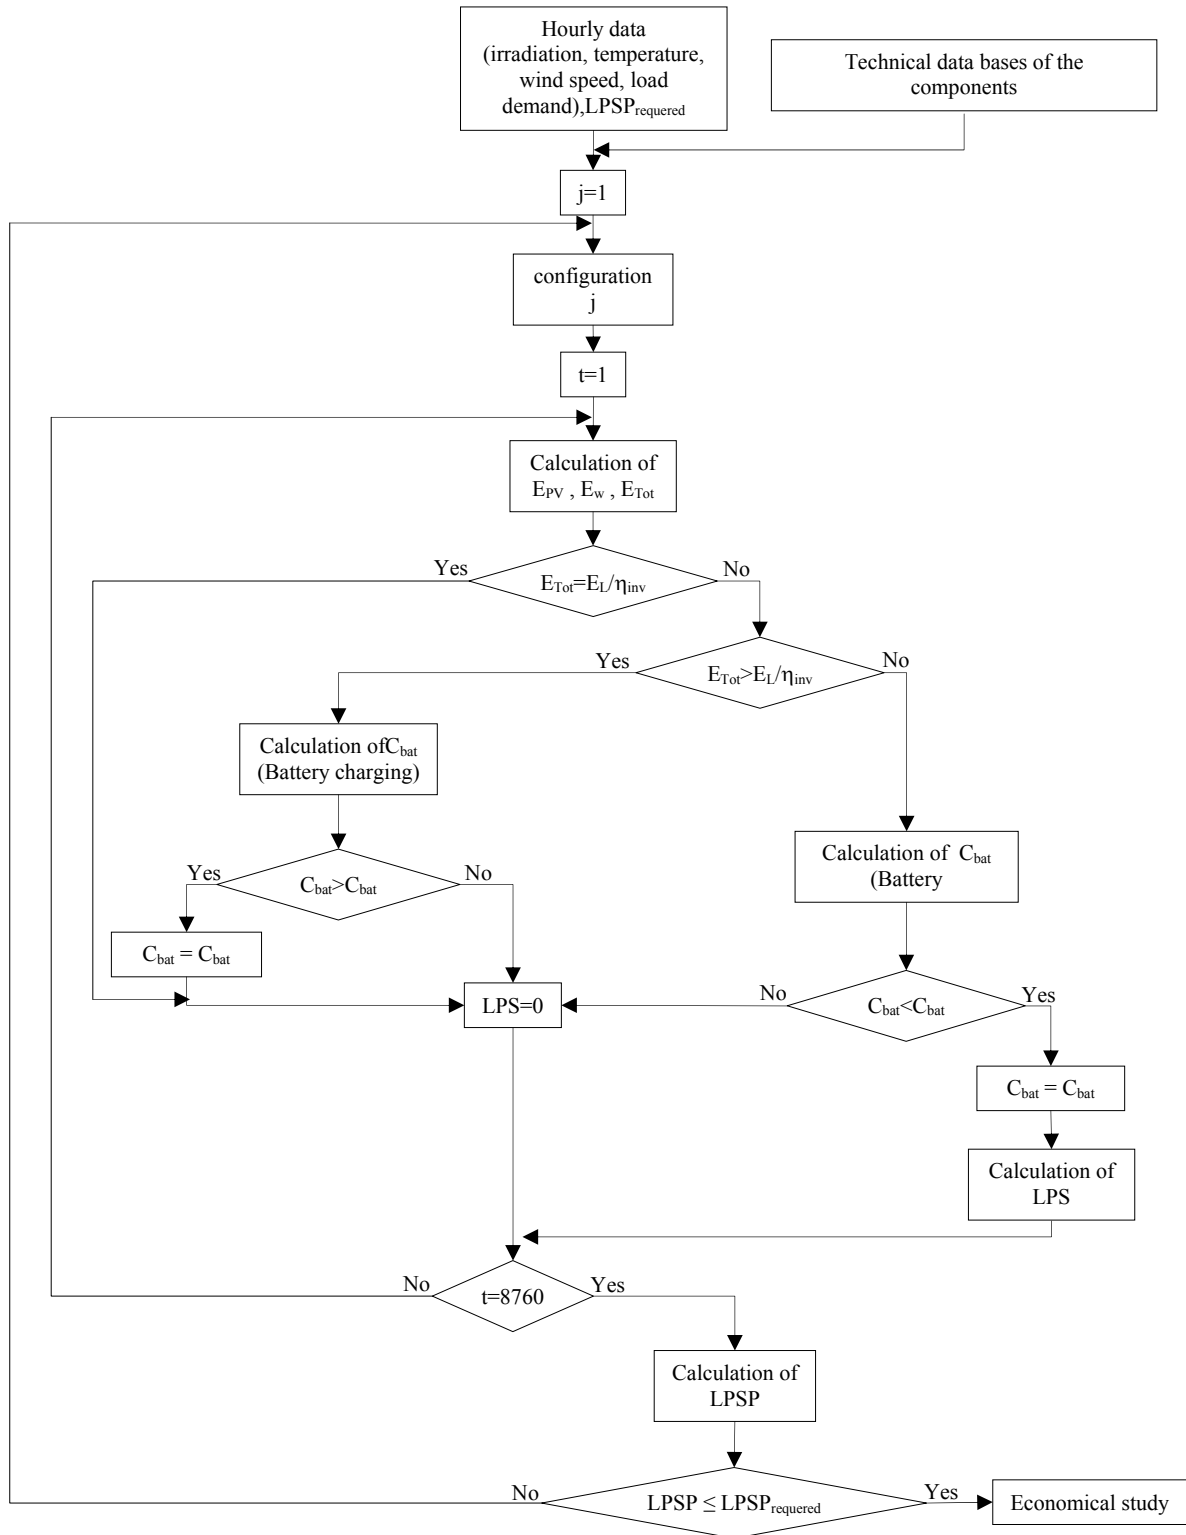 Hourly data
(irradiation, temperature,
wind speed, load
demand),LPSPrequered
Technical data bases of the
components
j=1
configuration
j
t=1
Calculation of
EPV , Ew , ETot
Yes
ETot=EL/ηinv
No
Yes
ETot>EL/ηinv
No
Calculation ofCbat
(Battery charging)
Calculation of Cbat
(Battery
Yes
Cbat>Cbat
No
Cbat = Cbat
LPS=0
No
Cbat<Cbat
Yes
Cbat = Cbat
Calculation of
LPS
No
t=8760
Yes
Calculation of
LPSP
No
LPSP ≤ LPSPrequered
Yes
Economical study